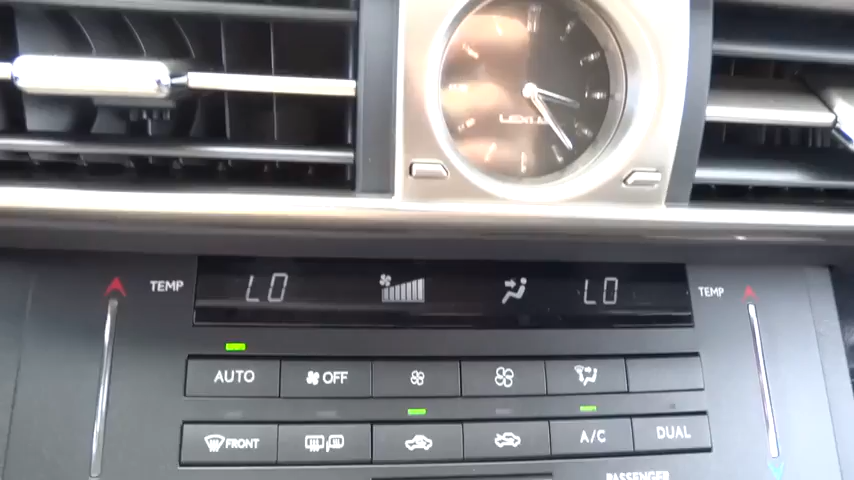 LEXUS
TEMP
LO
LO
TEMP
AUTO
OFF
FRONT
A/C
DUAL
PASSENGER